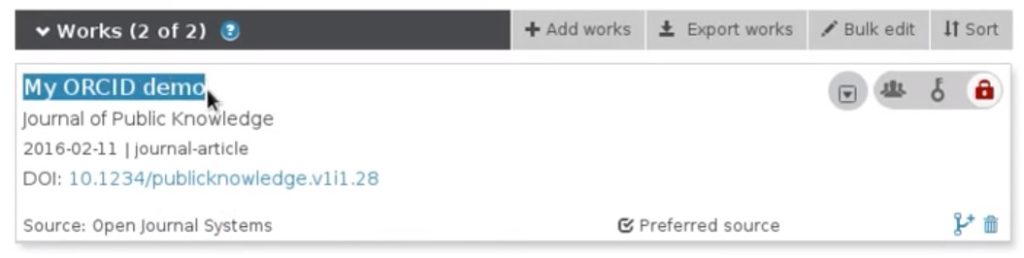 Works (2 of 2) ? Add works Export works Bulk edit Sort
My ORCID demo
Journal of Public Knowledge
2016-02-11 | journal-article
DOI: 10.1234/publicknowledge.v1i1.28
Source: Open Journal Systems Preferred source